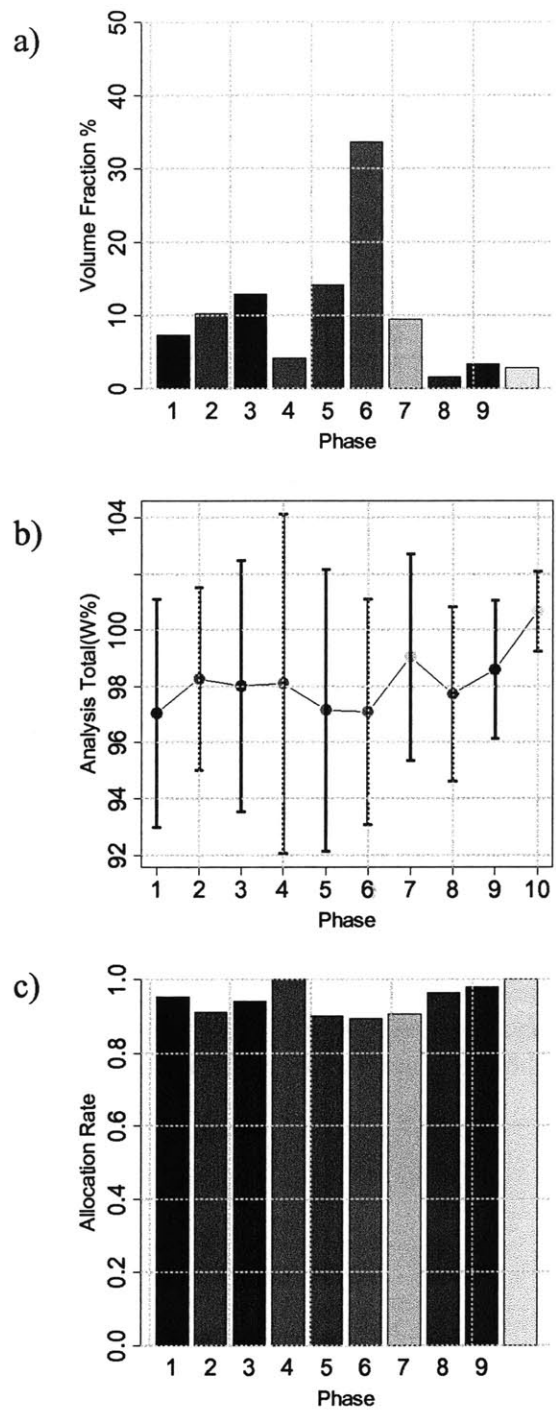 a)
Volume Fraction %
50
40
30
20
10
0
1 2 3 4 5 6 7 8 9
Phase
b)
Analysis Total(W%)
104
100
98
96
94
92
1 2 3 4 5 6 7 8 9 10
Phase
c)
Allocation Rate
1.0
0.8
0.6
0.4
0.2
0.0
1 2 3 4 5 6 7 8 9
Phase